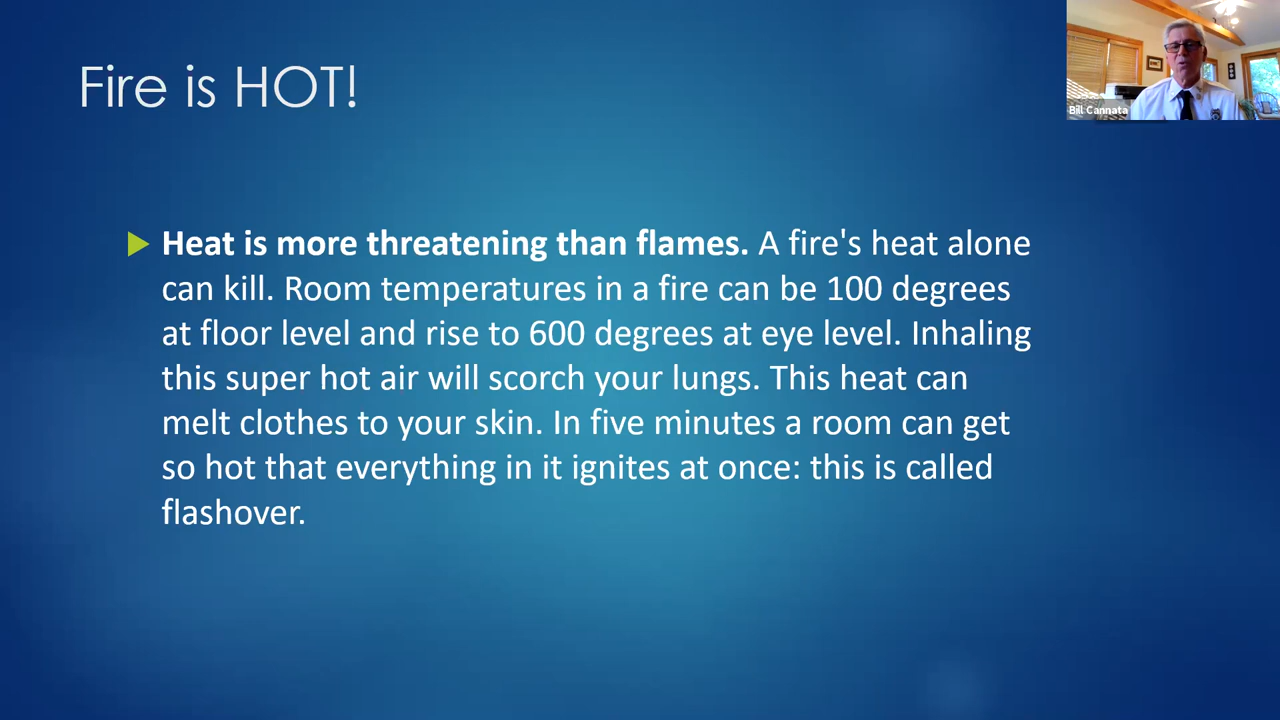 Fire is HOT!
Bill Cannata
Heat is more threatening than flames. A fire's heat alone
can kill. Room temperatures in a fire can be 100 degrees
at floor level and rise to 600 degrees at eye level. Inhaling
this super hot air will scorch your lungs. This heat can
melt clothes to your skin. In five minutes a room can get
so hot that everything in it ignites at once: this is called
flashover.